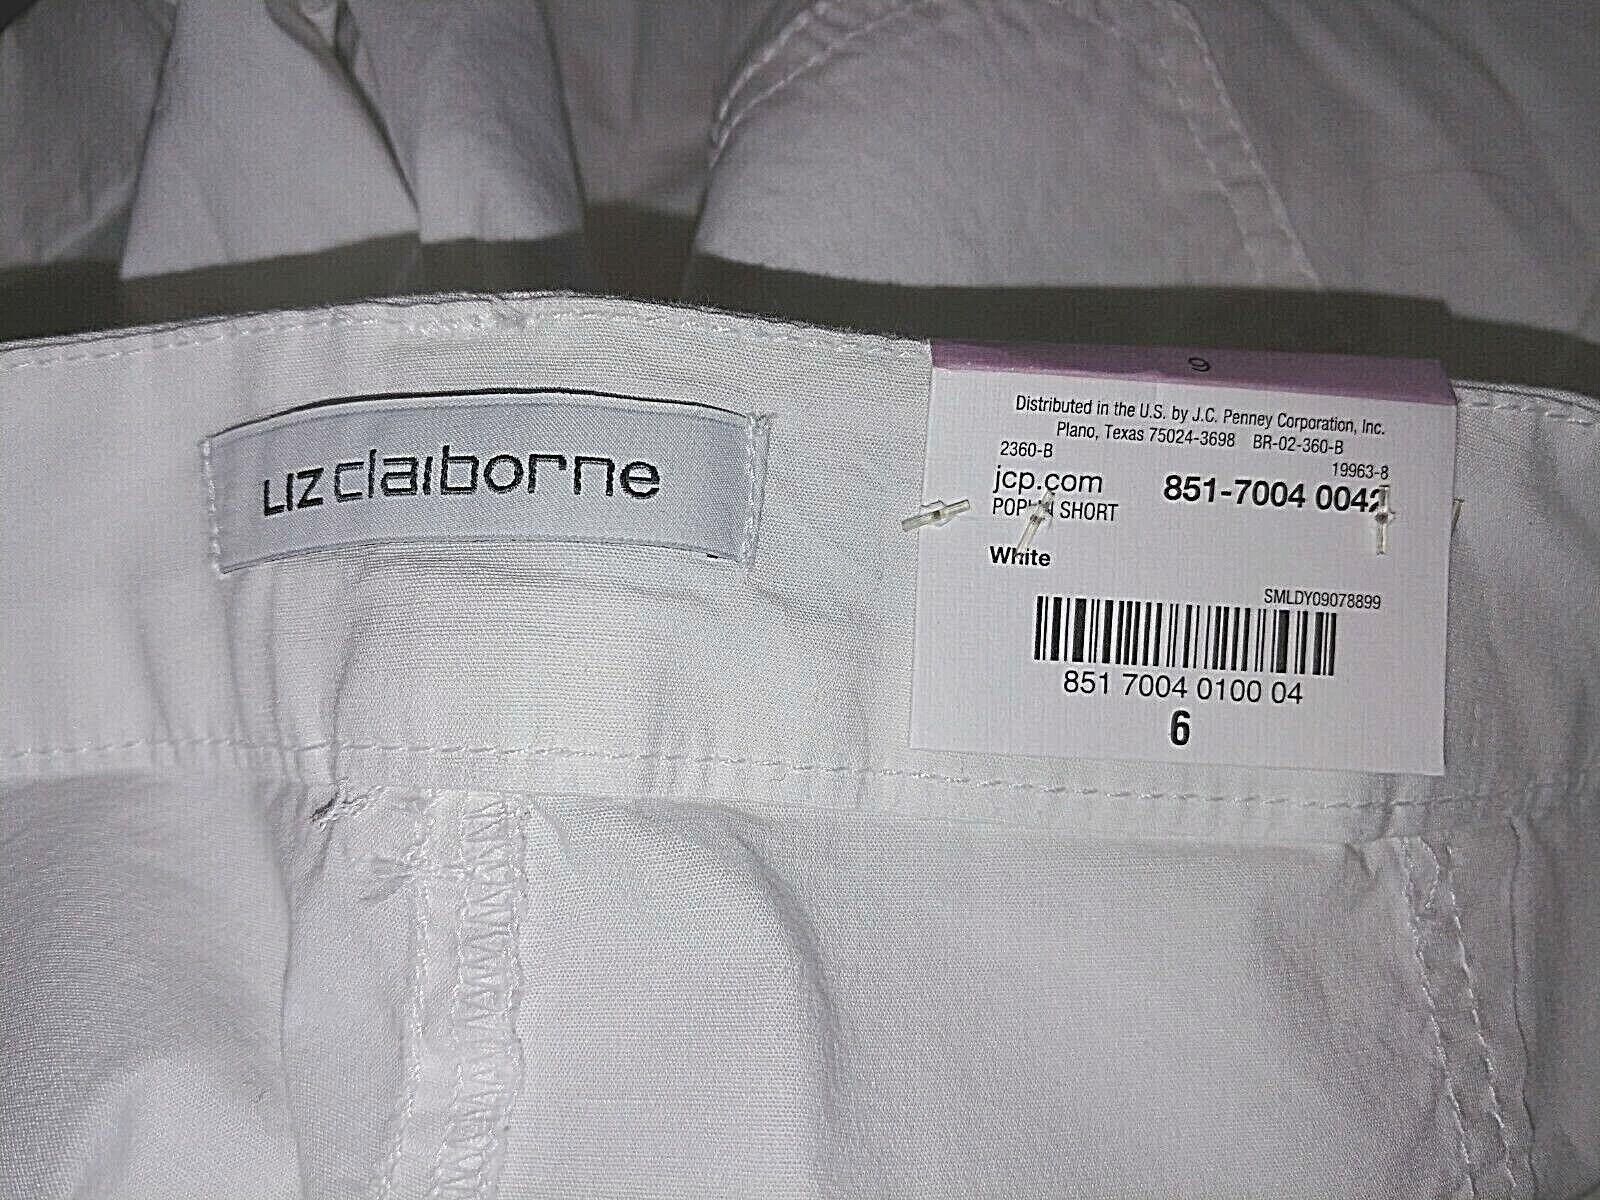 LIZ claiborne
6
Distributed in the U.S. by J.C. Penney Corporation, Inc.
Plano, Texas 75024-3698 BR-02-360-B
2360-B 19963-8
jcp.com 851-7004 0042
SHORT
White
SMLDY09078899
851 7004 0100 04
6